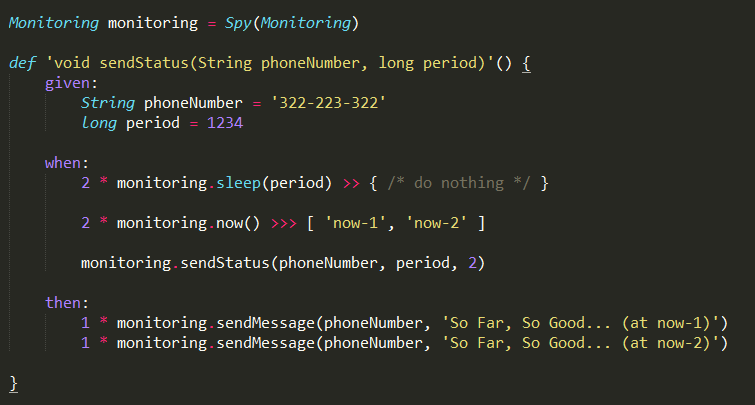 Monitoring monitoring = Spy(Monitoring)
def 'void sendStatus(String phoneNumber, long period)'() {
given:
String phoneNumber = '322-223-322'
long period = 1234
when:
2 * monitoring.sleep(period) >> { /* do nothing */ }
2 * monitoring.now() >>> [ 'now-1', 'now-2' ]
monitoring.sendStatus(phoneNumber, period, 2)
then:
1 * monitoring.sendMessage(phoneNumber, 'So Far, So Good... (at now-1)')
1 * monitoring.sendMessage(phoneNumber, 'So Far, So Good... (at now-2)')
}